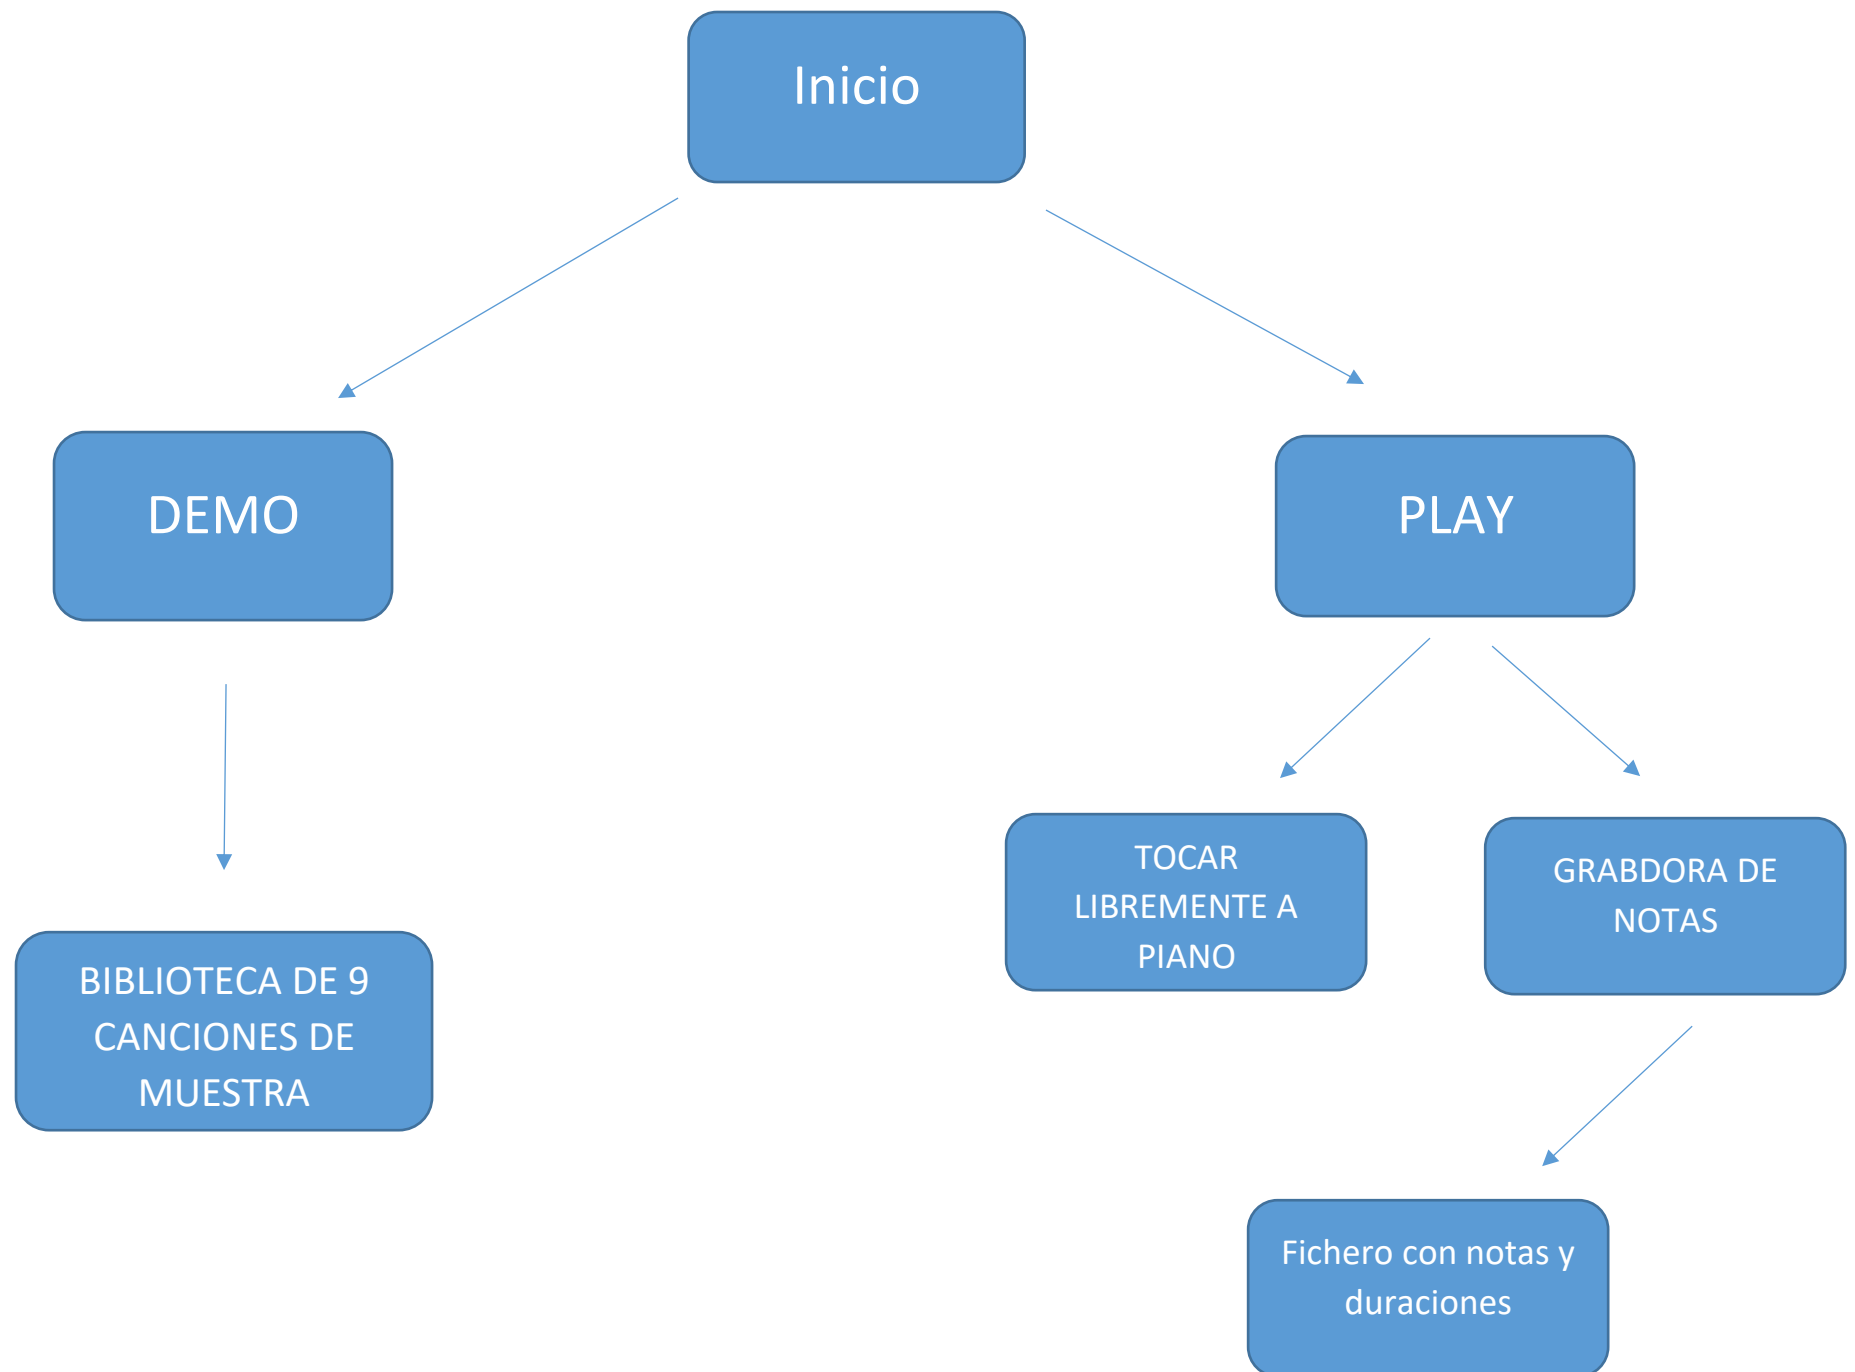 Inicio
DEMO
PLAY
TOCAR
LIBREMENTE A
PIANO
GRABDORA DE
NOTAS
BIBLIOTECA DE 9
CANCIONES DE
MUESTRA
Fichero con notas y
duraciones